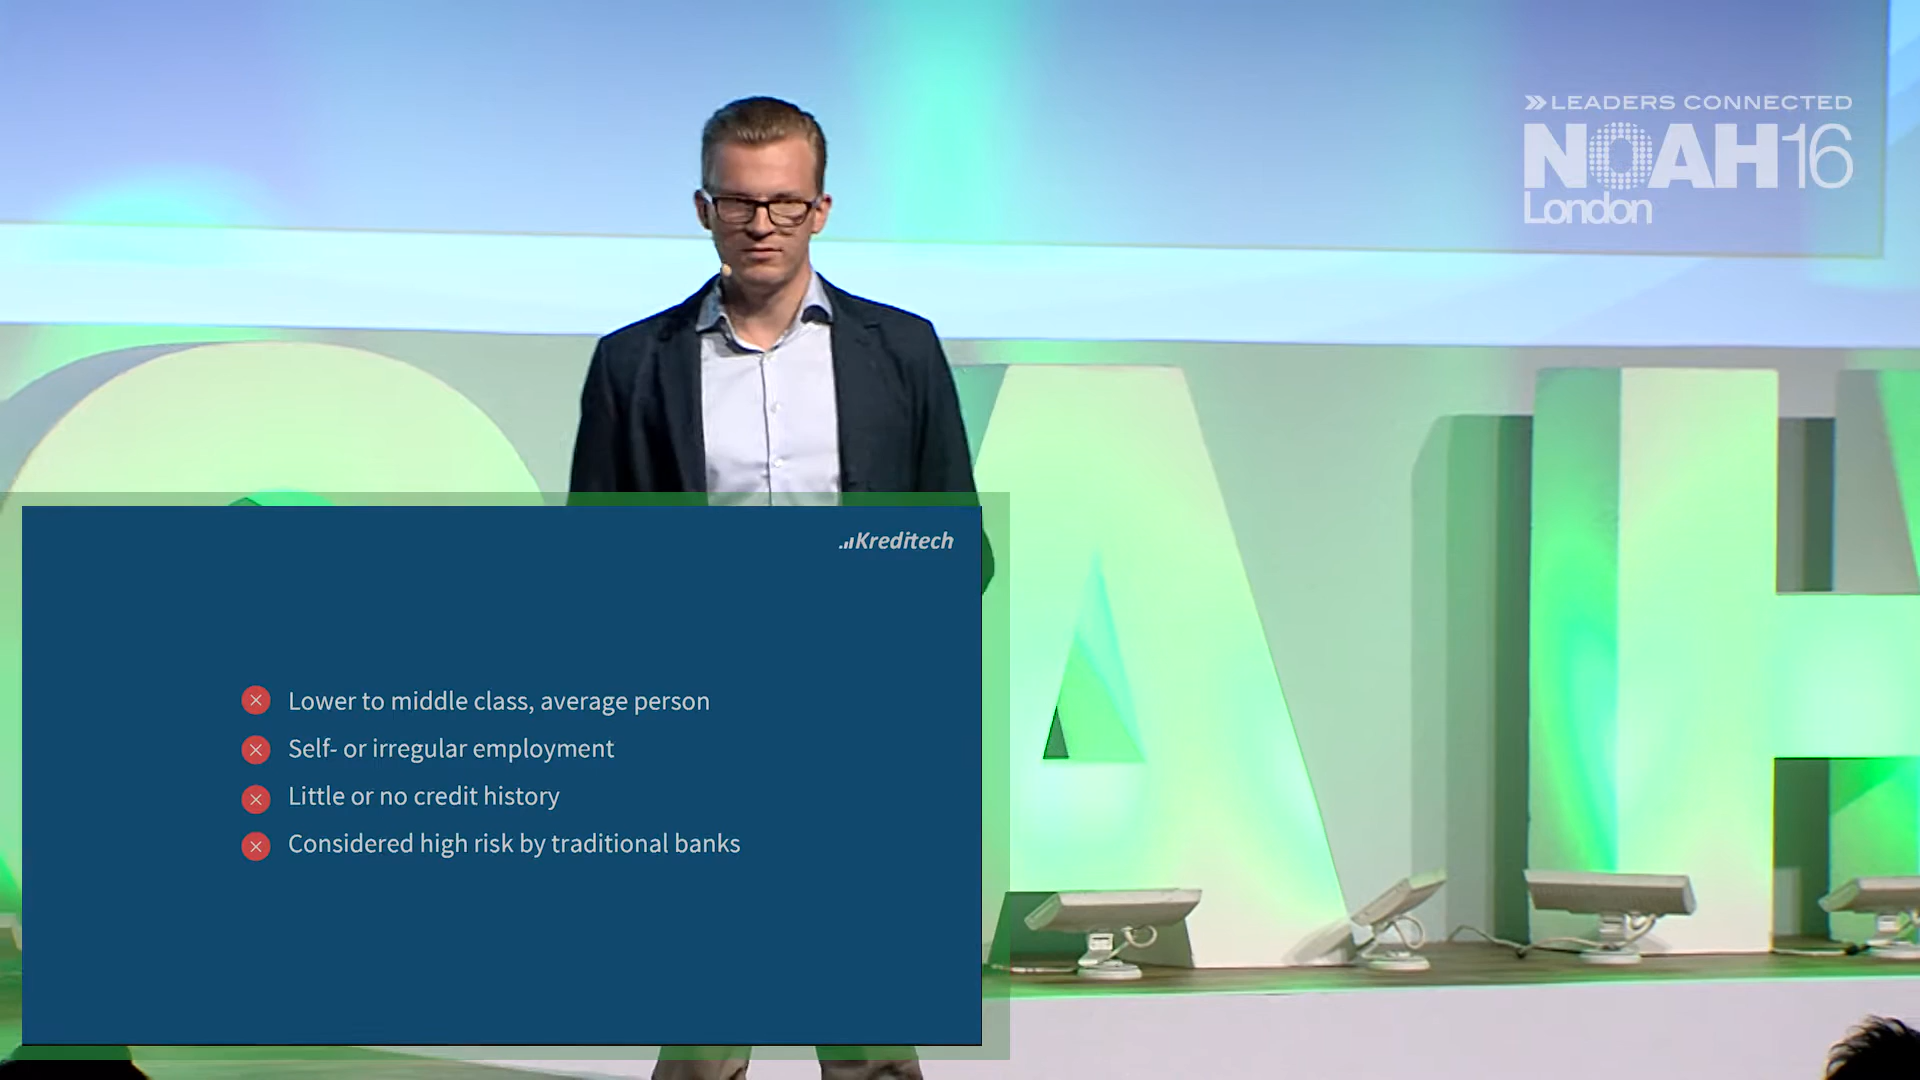 LEADERS CONNECTED
NOAH16
London
Kreditech
Lower to middle class, average person
Self- or irregular employment
Little or no credit history
Considered high risk by traditional banks
AH